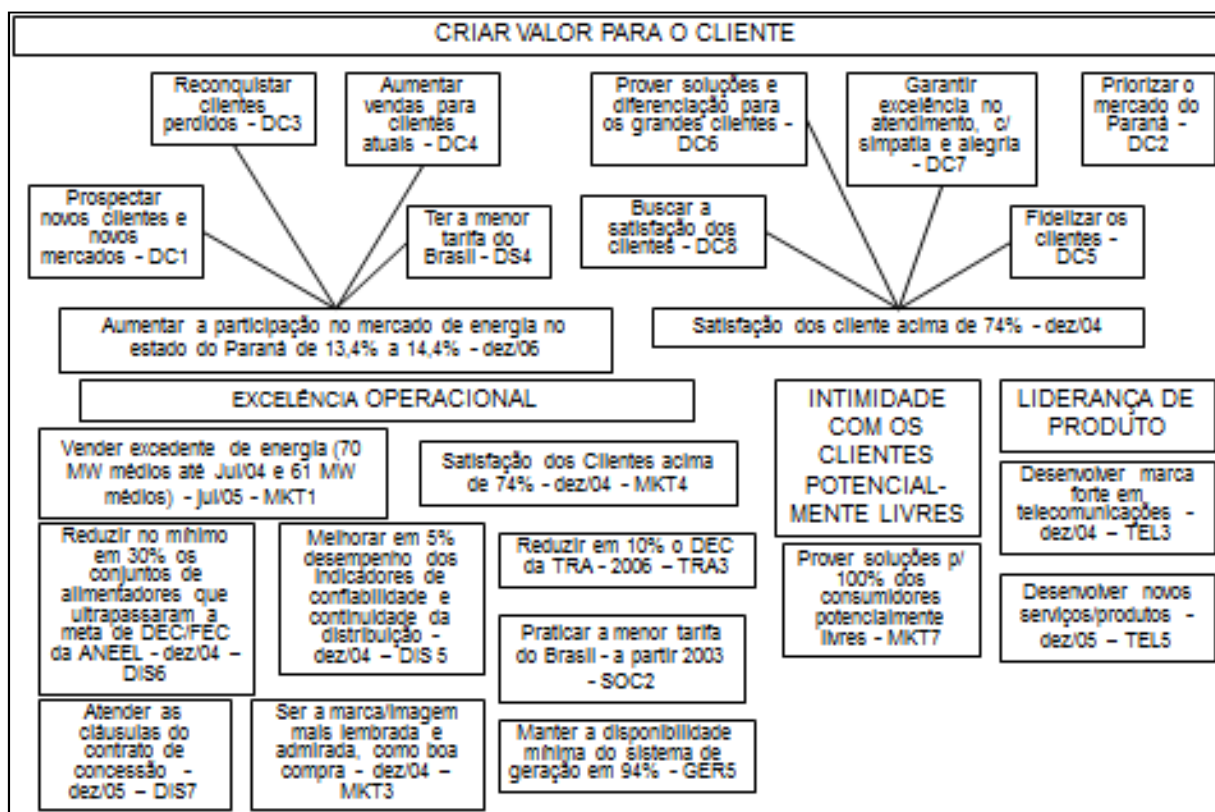 CRIAR VALOR PARA O CLIENTE
Reconquistar
clientes
perdidos - DC3
Aumentar
vendas para
clientes
atuais - DC4
Prover soluções e
diferenciação para
os grandes clientes -
DC6
Garantir
excelência no
atendimento, c/
simpatia e alegria
- DC7
Priorizar o
mercado do
Paraná -
DC2
Prospectar
novos clientes e
novos
mercados - DC1
Ter a menor
tarifa do
Brasil - DS4
Buscar a
satisfação dos
clientes - DC8
Fidelizar os
clientes -
DC5
Aumentar a participação no mercado de energia no
estado do Paraná de 13,4% a 14,4% - dez/06
Satisfação dos cliente acima de 74% - dez/04
EXCELÊNCIA OPERACIONAL
INTIMIDADE
COM OS
CLIENTES
POTENCIAL-
MENTE LIVRES
LIDERANÇA DE
PRODUTO
Vender excedente de energia (70
MW médios até Jul/04 e 61 MW
médios) - jul/05 - MKT1
Satisfação dos Clientes acima
de 74% - dez/04 - MKT4
Desenvolver marca
forte em
telecomunicações -
dez/04 – TEL3
Reduzir no mínimo
em 30% os
conjuntos de
alimentadores que
ultrapassaram a
meta de DEC/FEC
da ANEEL - dez/04 –
DIS6
Melhorar em 5%
desempenho dos
indicadores de
confiabilidade e
continuidade da
distribuição -
dez/04 – DIS 5
Reduzir em 10% o DEC
da TRA - 2006 – TRA3
Prover soluções p/
100% dos
consumidores
potencialmente
livres - MKT7
Desenvolver novos
serviços/produtos -
dez/05 – TEL5
Praticar a menor tarifa
do Brasil - a partir 2003
- SOC2
Atender as
cláusulas do
contrato de
concessão -
dez/05 – DIS7
Ser a marca/imagem
mais lembrada e
admirada, como boa
compra - dez/04 –
MKT3
Manter a disponibilidade
mínima do sistema de
geração em 94% - GER5